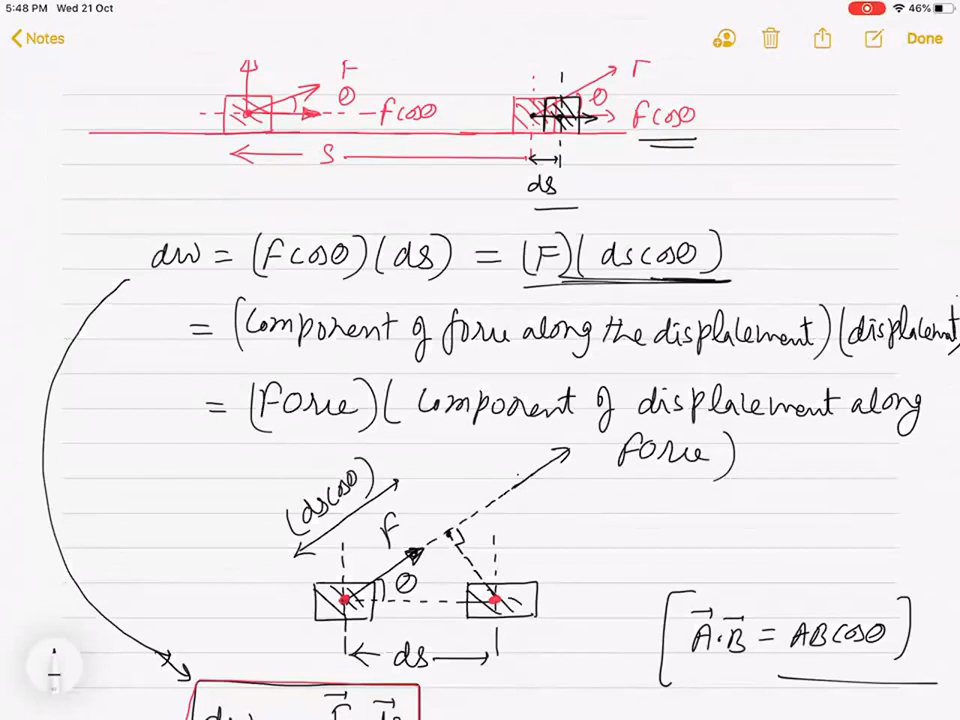 5:48 PM Wed 21 Oct 46%
Notes Done
F F
θ θ
fcosθ fcosθ
S
ds
dw = (Fcosθ)(ds) = (F)(dscosθ)
= (Component of force along the displacement)(displacemt)
= (Force)(Component of displacement along
force)
(dscosθ)
F
θ
ds
[A⃗·B⃗ = ABcosθ]